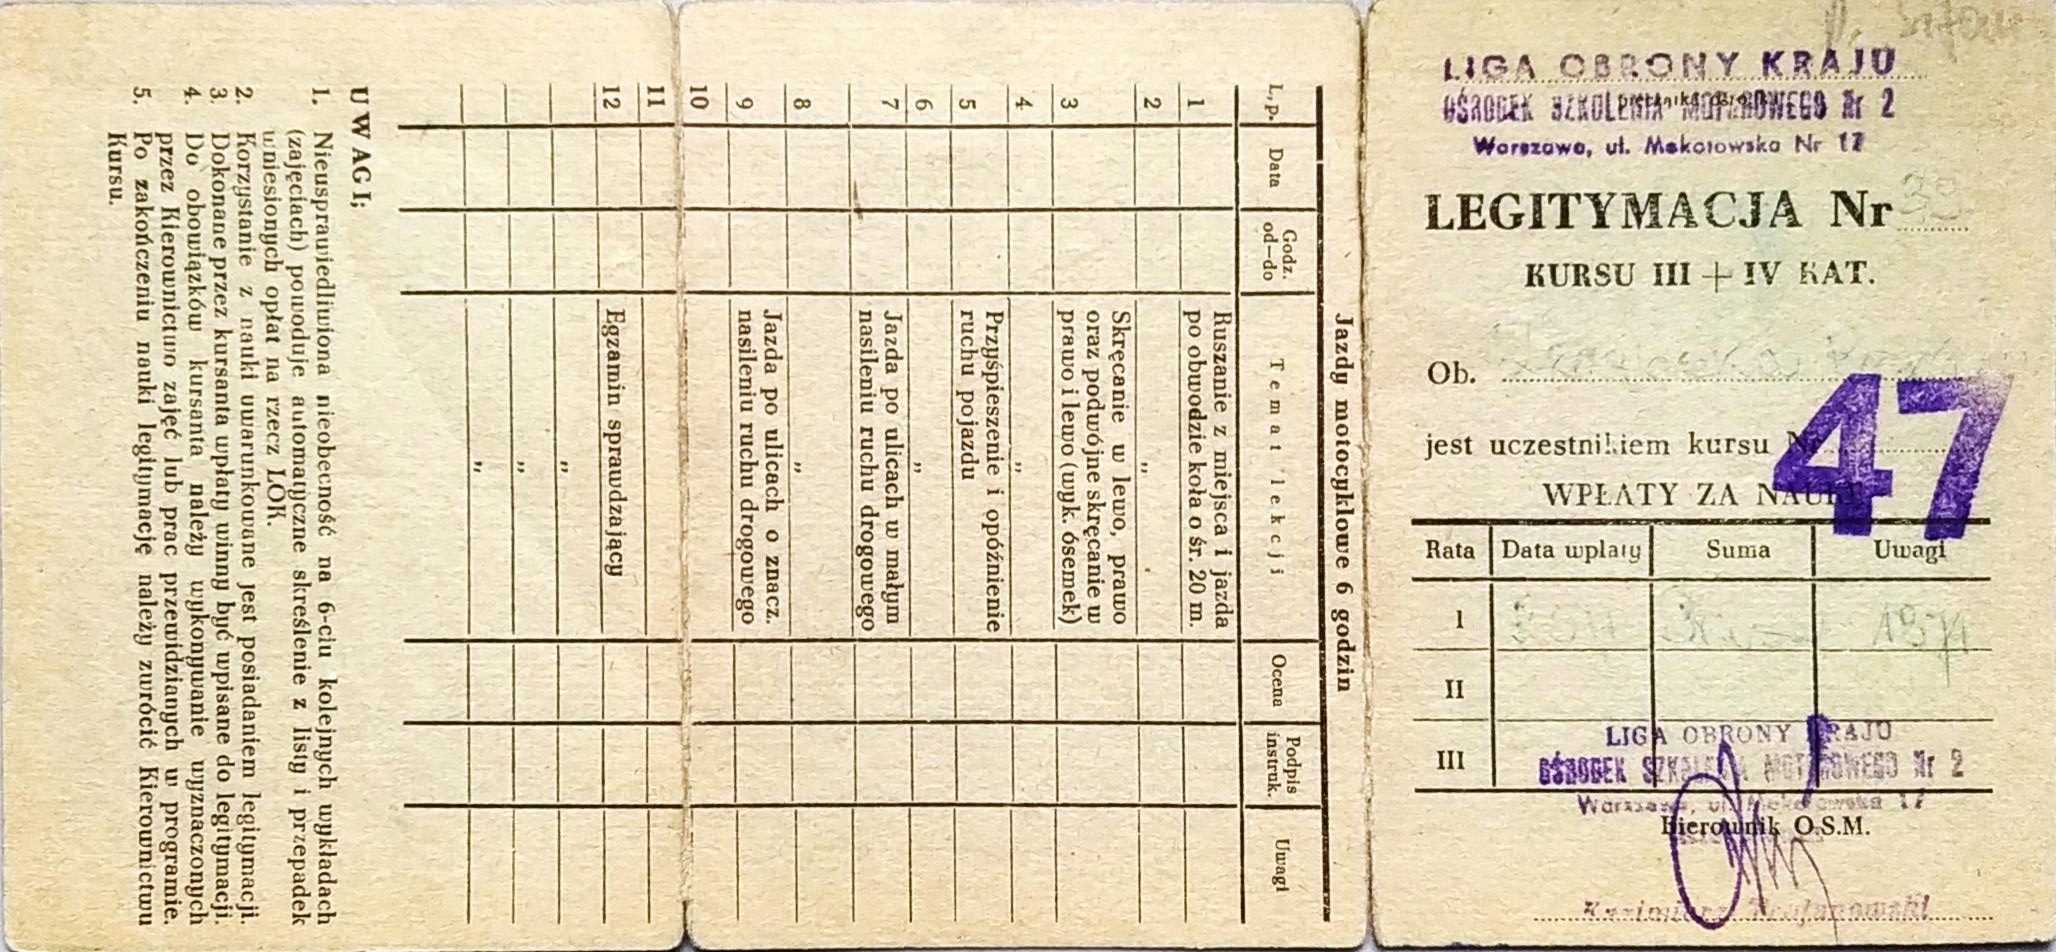 LIGA OBRONY KRAJU
OŚRODEK SZKOLENIA MOTOROWEGO Nr 2
Warszawa, ul. Mokotowska Nr 17
LEGITYMACJA Nr 39
KURSU III + IV KAT.
Ob.
jest uczestnikiem kursu Nr
47
WPŁATY ZA NAUKĘ
Rata Data wpłaty Suma Uwagi
I 1971
II
III
LIGA OBRONY KRAJU
OŚRODEK SZKOLENIA MOTOROWEGO Nr 2
Warszawa, ul. Mokotowska 17
Kierownik O.S.M.
Kazimierz
Jazdy motocyklowe 6 godzin
L. p. Data Godz. od—do Temat lekcji Ocena Podpis instruk. Uwagi
1 Ruszanie z miejsca i jazda
po obwodzie koła o śr. 20 m.
2 „
3 Skręcanie w lewo, prawo
oraz podwójne skręcanie w
prawo i lewo (wyk. ósemek)
4 „
5 Przyśpieszenie i opóźnienie
ruchu pojazdu
6 „
7 Jazda po ulicach w małym
nasileniu ruchu drogowego
8 „
9 Jazda po ulicach o znacz.
nasileniu ruchu drogowego
10
11
12 Egzamin sprawdzający
„
„
„
UWAGI;
1. Nieusprawiedliwiona nieobecność na 6-ciu kolejnych wykładach
(zajęciach) powoduje automatyczne skreślenie z listy i przepadek
wniesionych opłat na rzecz LOK.
2. Korzystanie z nauki uwarunkowane jest posiadaniem legitymacji.
3. Dokonane przez kursanta wpłaty winny być wpisane do legitymacji.
4. Do obowiązków kursanta należy wykonywanie wyznaczonych
przez Kierownictwo zajęć lub prac przewidzianych w programie.
5. Po zakończeniu nauki legitymację należy zwrócić Kierownictwu
Kursu.